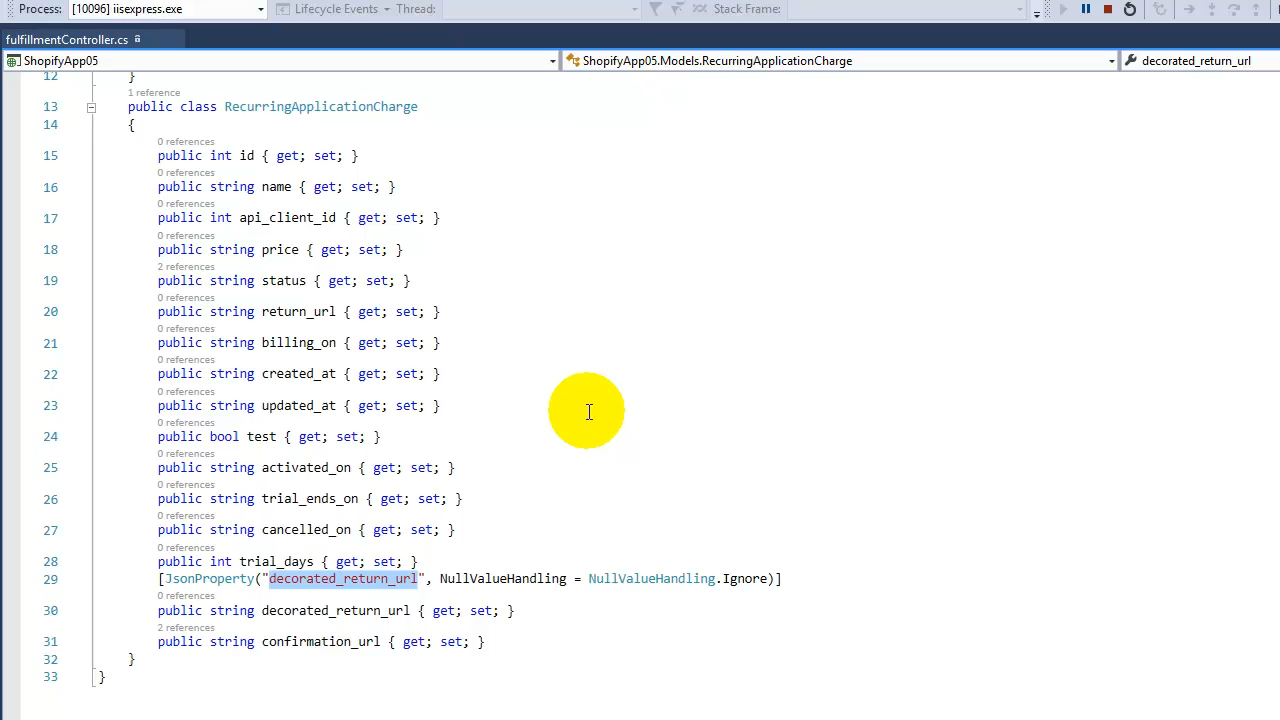 Process: [10096] iisexpress.exe Lifecycle Events Thread: Stack Frame:
fulfillmentController.cs
ShopifyApp05 ShopifyApp05.Models.RecurringApplicationCharge decorated_return_url
12 }
1 reference
13 public class RecurringApplicationCharge
14 {
0 references
15 public int id { get; set; }
0 references
16 public string name { get; set; }
0 references
17 public int api_client_id { get; set; }
0 references
18 public string price { get; set; }
2 references
19 public string status { get; set; }
0 references
20 public string return_url { get; set; }
0 references
21 public string billing_on { get; set; }
0 references
22 public string created_at { get; set; }
0 references
23 public string updated_at { get; set; }
0 references
24 public bool test { get; set; }
0 references
25 public string activated_on { get; set; }
0 references
26 public string trial_ends_on { get; set; }
0 references
27 public string cancelled_on { get; set; }
0 references
28 public int trial_days { get; set; }
29 [JsonProperty("decorated_return_url", NullValueHandling = NullValueHandling.Ignore)]
0 references
30 public string decorated_return_url { get; set; }
2 references
31 public string confirmation_url { get; set; }
32 }
33 }